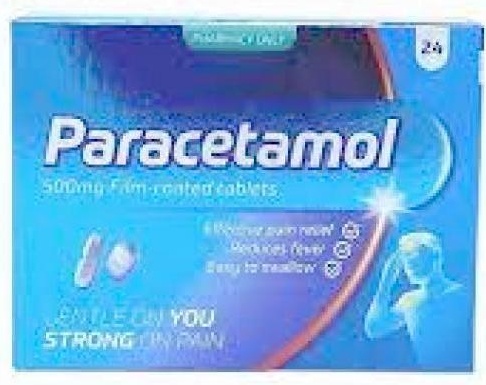 PHARMACY ONLY
24
Paracetamol
500mg Film-coated tablets
Effective pain relief
Reduces fever
Easy to swallow
GENTLE ON YOU
STRONG ON PAIN